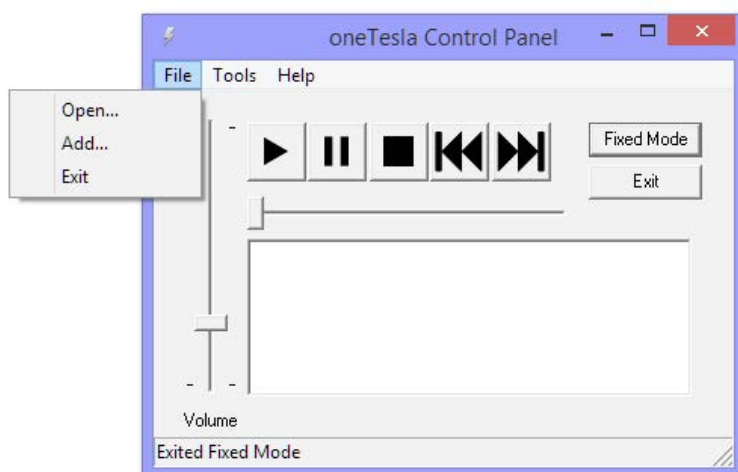 oneTesla Control Panel
File Tools Help
Open...
Add...
Exit
Fixed Mode
Exit
Volume
Exited Fixed Mode